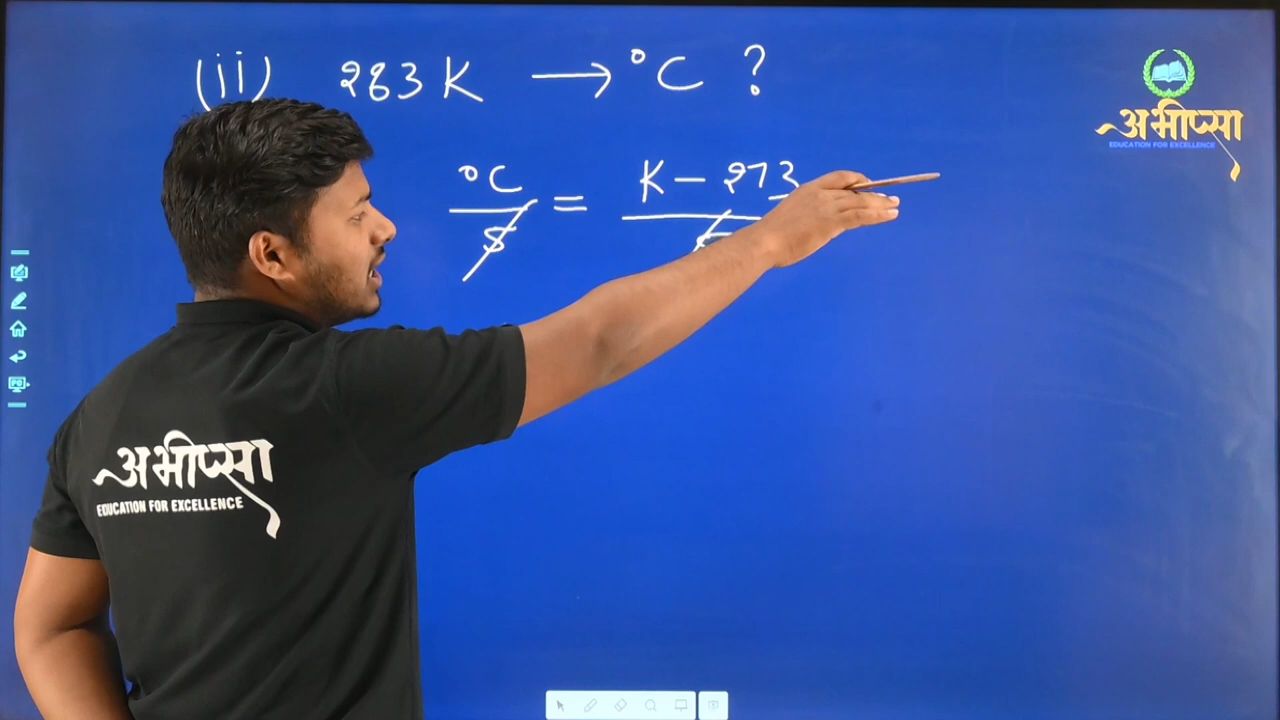 (ii) 283 K ⟶ °C ?
°C/5 = K − 273/5
अभीप्सा
EDUCATION FOR EXCELLENCE
अभीप्सा
EDUCATION FOR EXCELLENCE